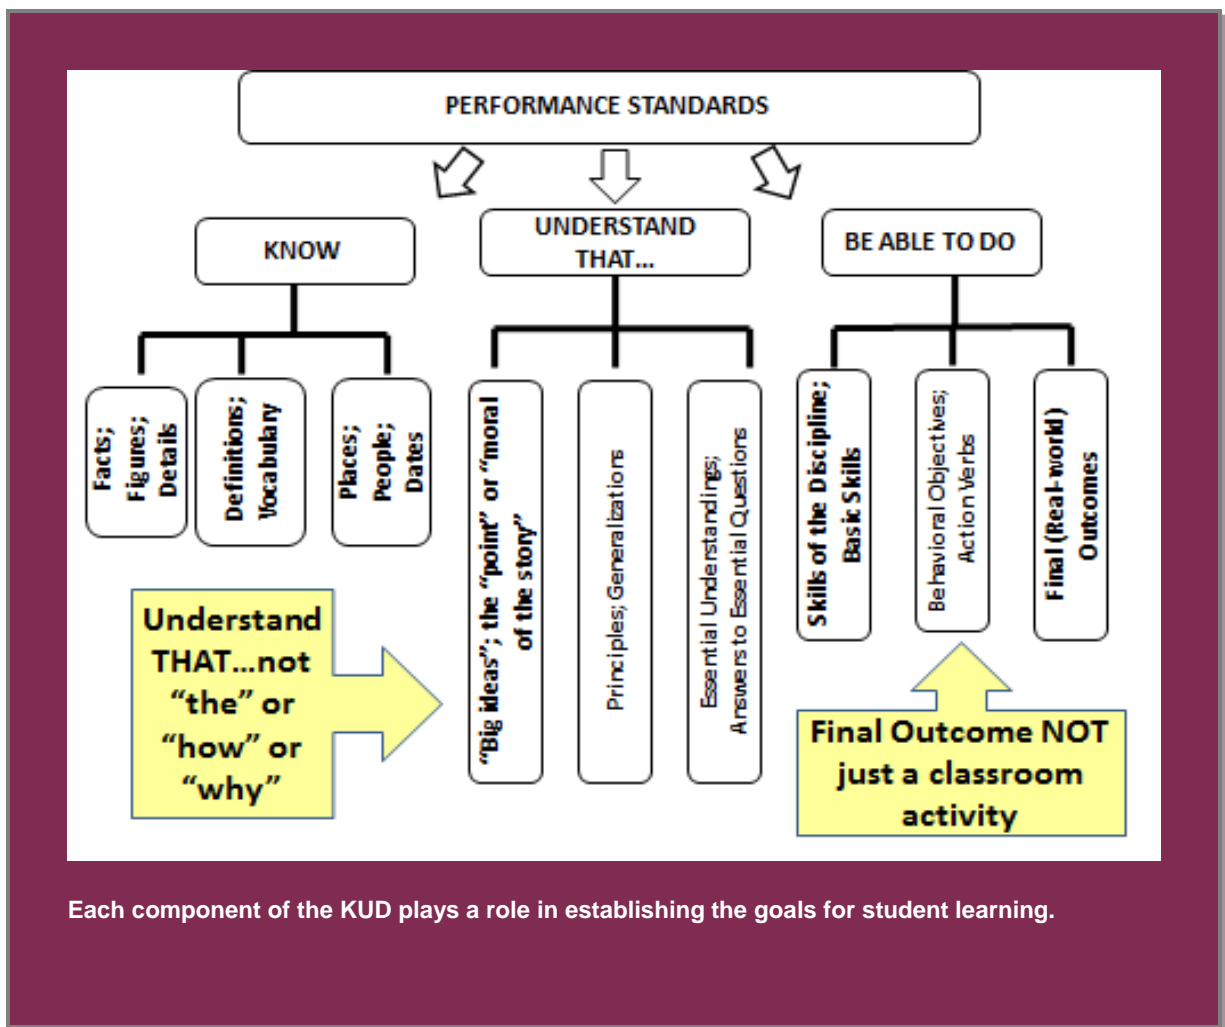 PERFORMANCE STANDARDS
KNOW
UNDERSTAND
THAT...
BE ABLE TO DO
Facts;
Figures;
Details
Definitions;
Vocabulary
Places;
People;
Dates
“Big ideas”; the “point” or “moral
of the story”
Principles; Generalizations
Essential Understandings;
Answers to Essential Questions
Skills of the Discipline;
Basic Skills
Behavioral Objectives;
Action Verbs
Final (Real-world)
Outcomes
Understand
THAT...not
“the” or
“how” or
“why”
Final Outcome NOT
just a classroom
activity
Each component of the KUD plays a role in establishing the goals for student learning.